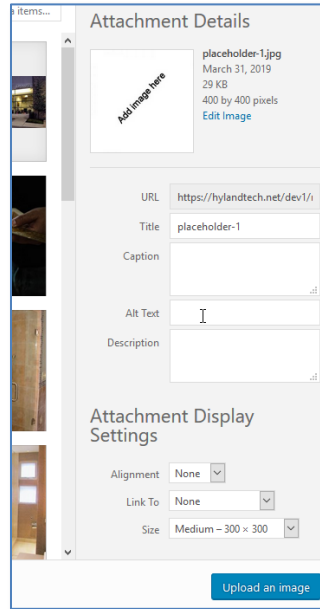 items...
Attachment Details
Add image here
placeholder-1.jpg
March 31, 2019
29 KB
400 by 400 pixels
Edit Image
URL https://hylandtech.net/dev1/
Title placeholder-1
Caption
Alt Text
Description
Attachment Display
Settings
Alignment None
Link To None
Size Medium – 300 × 300
Upload an image